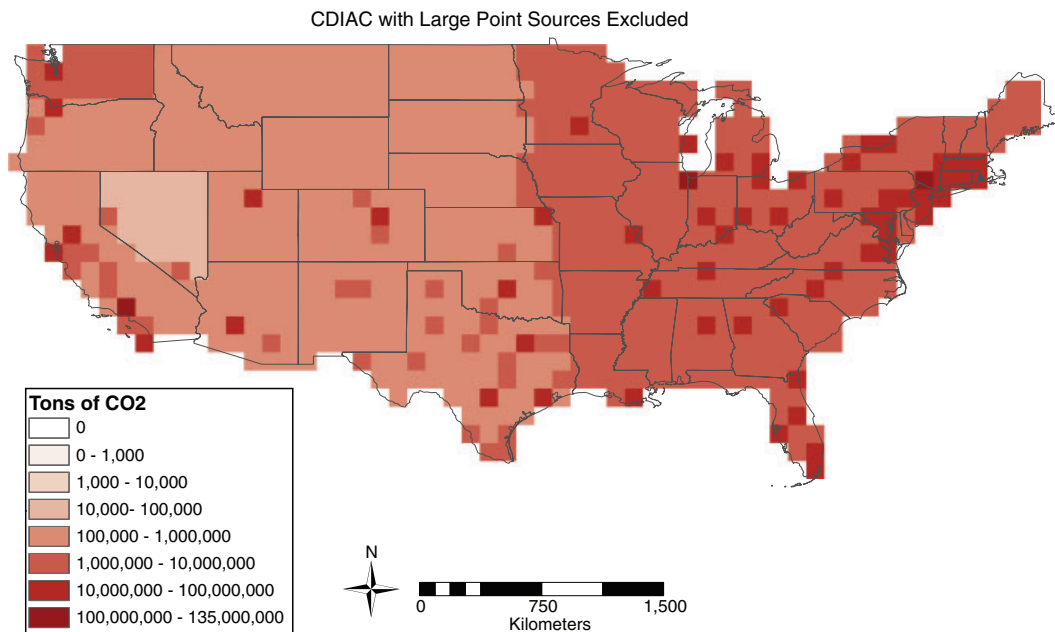 CDIAC with Large Point Sources Excluded
Tons of CO2
0
0 - 1,000
1,000 - 10,000
10,000- 100,000
100,000 - 1,000,000
1,000,000 - 10,000,000
10,000,000 - 100,000,000
100,000,000 - 135,000,000
N
0 750 1,500
Kilometers